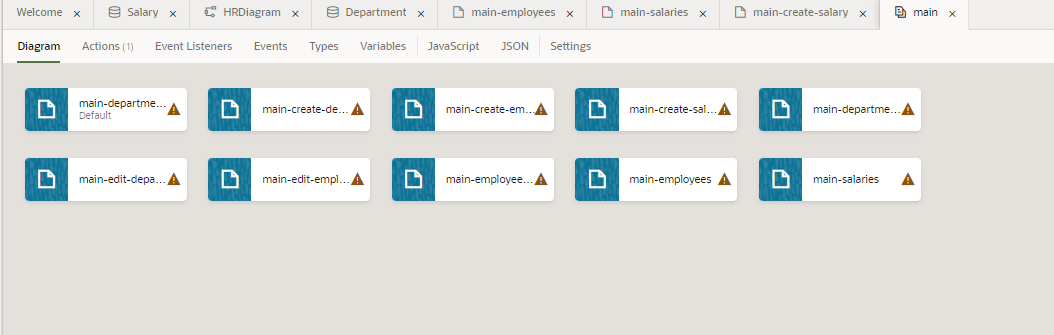 Welcome × Salary × HRDiagram × Department × main-employees × main-salaries × main-create-salary × main ×
Diagram Actions (1) Event Listeners Events Types Variables JavaScript JSON Settings
main-departme... main-create-de... main-create-em... main-create-sal... main-departme...
Default
main-edit-depa... main-edit-empl... main-employee... main-employees main-salaries